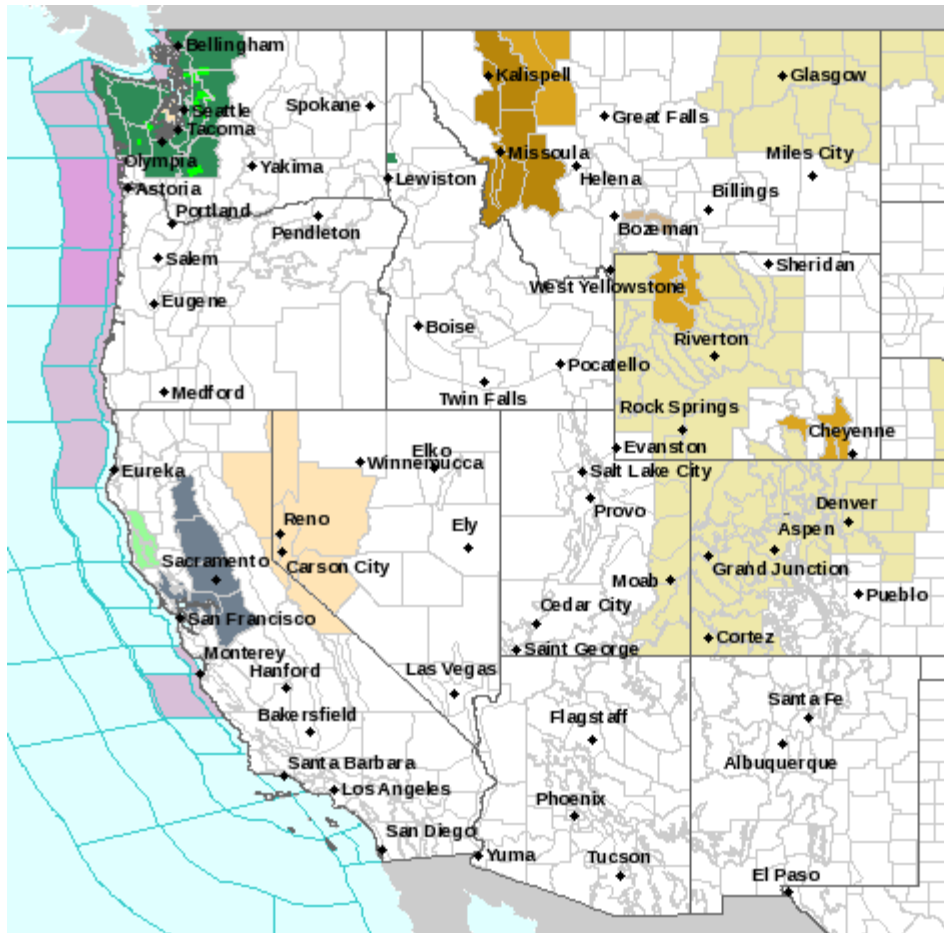 Bellingham
Kalispell
Glasgow
Spokane
Seattle
Great Falls
Tacoma
Olympia
Missoula
Miles City
Yakima
Lewiston
Helena
Astoria
Billings
Portland
Pendleton
Bozeman
Salem
Sheridan
West Yellowstone
Eugene
Boise
Riverton
Pocatello
Medford
Twin Falls
Rock Springs
Cheyenne
Elko
Evanston
Winnemucca
Eureka
Salt Lake City
Provo
Denver
Reno
Ely
Aspen
Sacramento
Carson City
Grand Junction
Moab
Pueblo
Cedar City
San Francisco
Cortez
Saint George
Monterey
Hanford
Las Vegas
Santa Fe
Bakersfield
Flagstaff
Albuquerque
Santa Barbara
Los Angeles
Phoenix
San Diego
Yuma
Tucson
El Paso